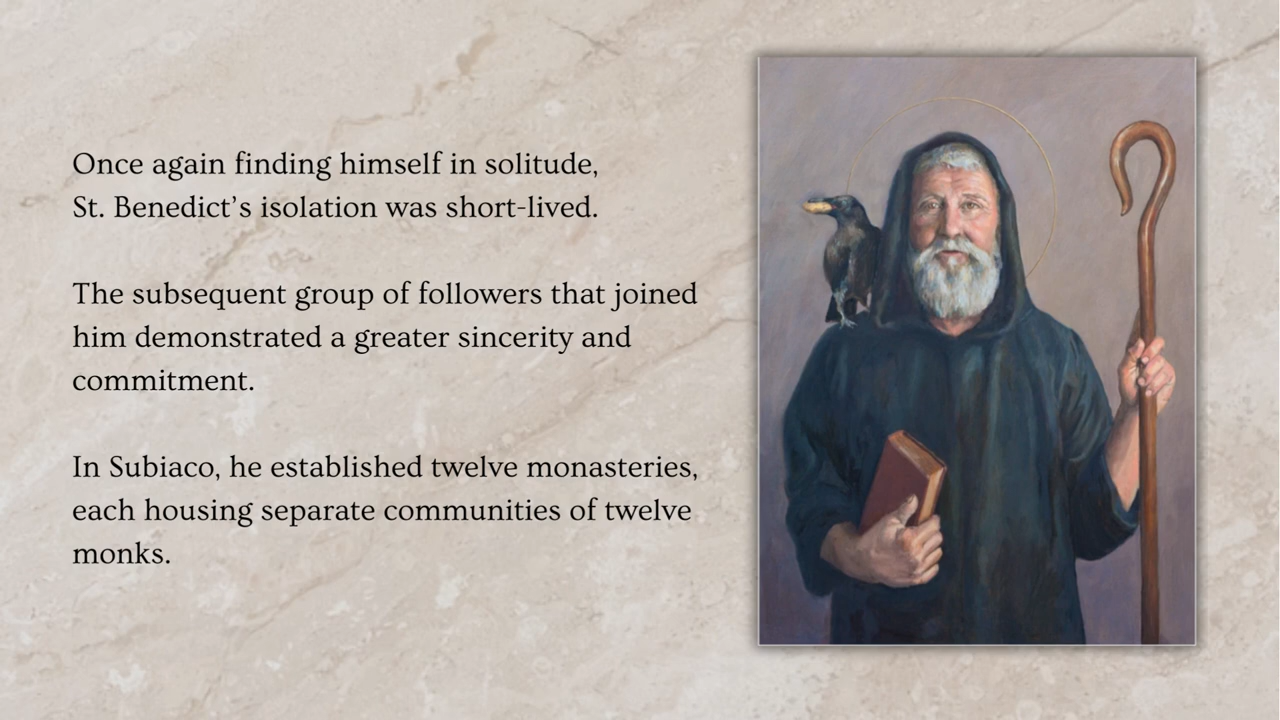 Once again finding himself in solitude,
St. Benedict’s isolation was short-lived.
The subsequent group of followers that joined
him demonstrated a greater sincerity and
commitment.
In Subiaco, he established twelve monasteries,
each housing separate communities of twelve
monks.